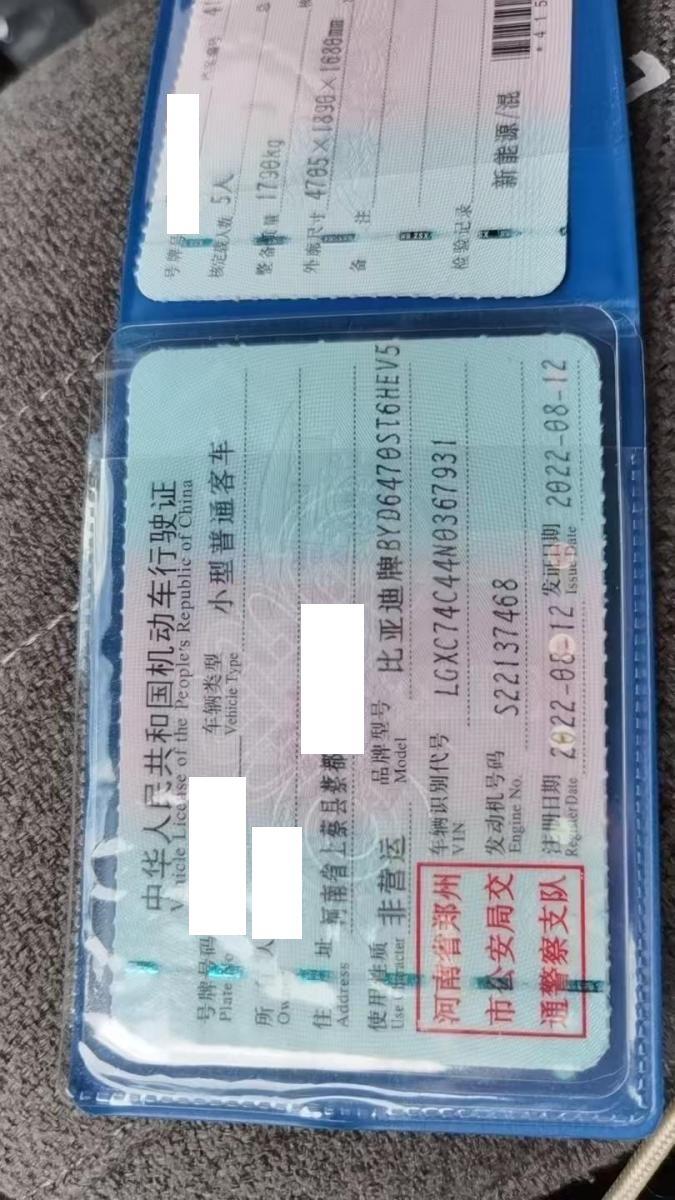 中华人民共和国机动车行驶证
Vehicle License of the People's Republic of China
号牌号码
Plate No
车辆类型 小型普通客车
Vehicle Type
所 人
Ow
住 址 河南省上蔡县蔡都
Address
使用性质 非营运 品牌型号 比亚迪牌BYD6470ST6HEV5
Use Character Model
河南省郑州
市公安局交
通警察支队
车辆识别代号 LGXC74C44N0367931
VIN
发动机号码 S22137468
Engine No.
注册日期 2022-08-12 发证日期 2022-08-12
Register Date Issue Date
号牌号
核定载人数 5人
整备质量 1790kg
外廓尺寸 4705×1890×1680mm
备 注
检验记录
新能源/混
*415